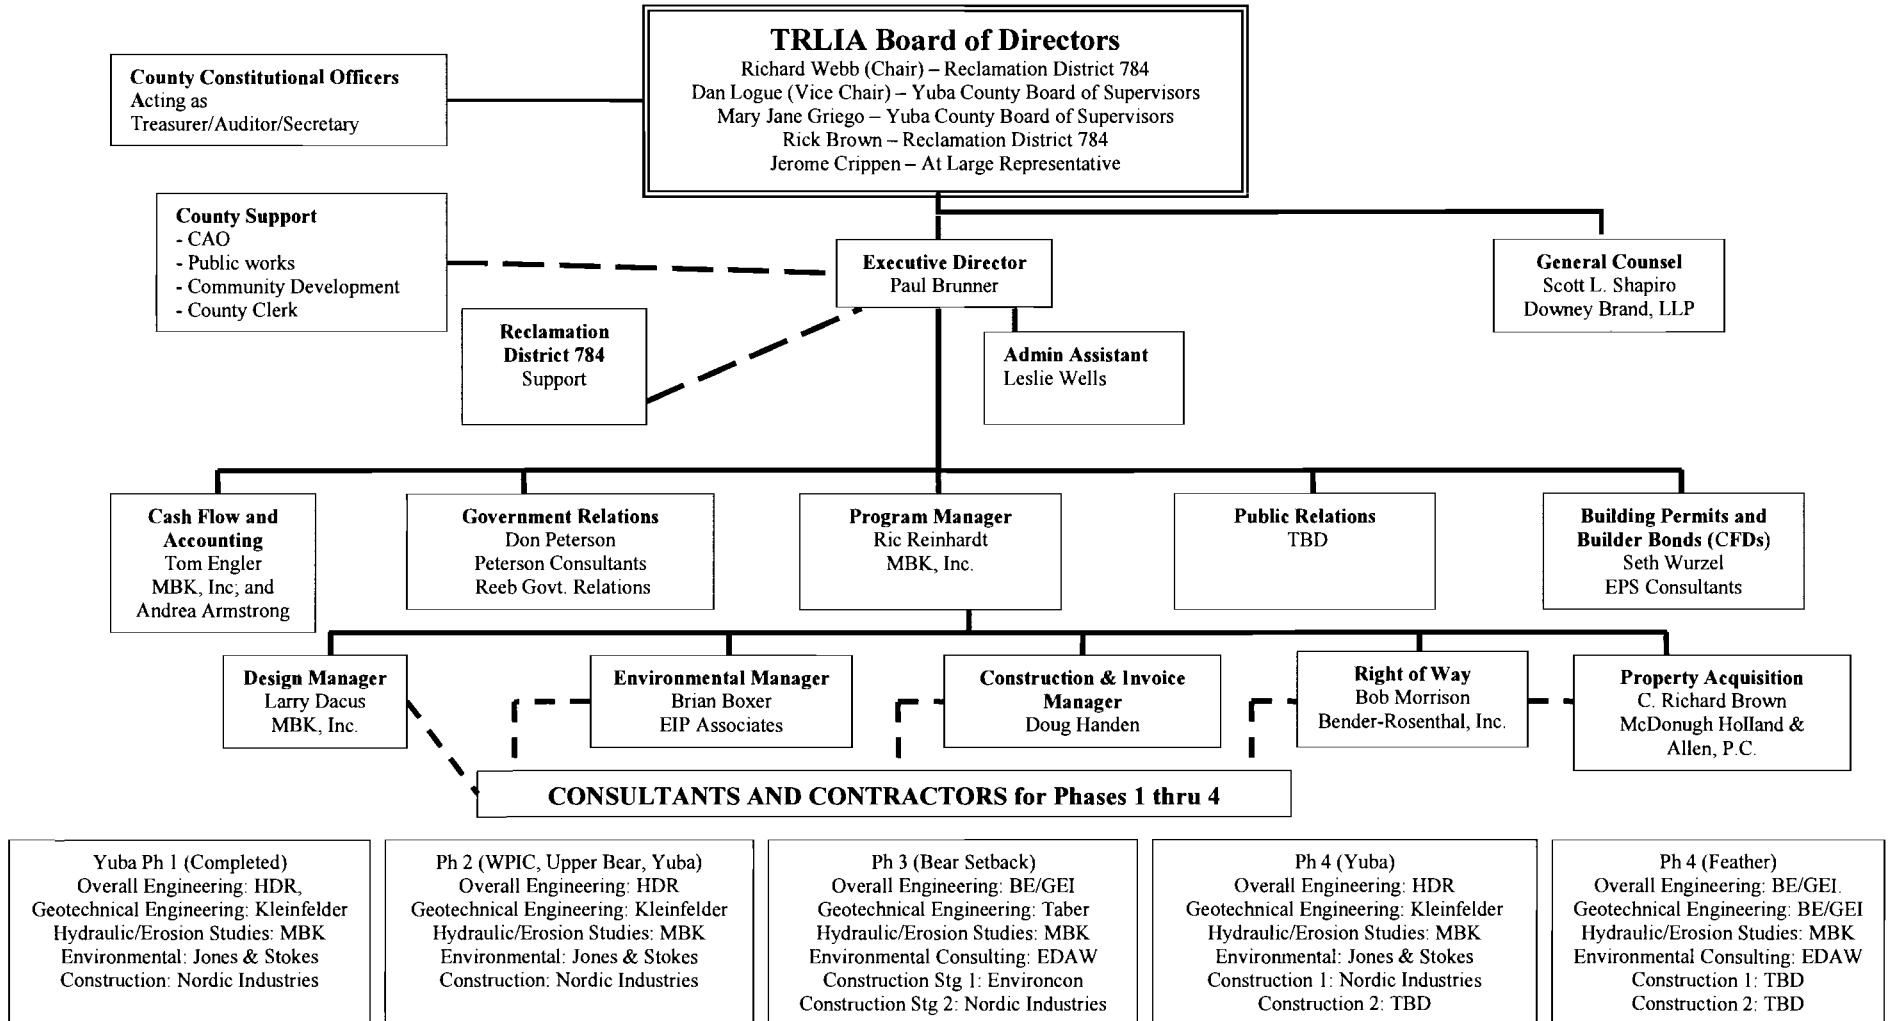 TRLIA Board of Directors
Richard Webb (Chair) – Reclamation District 784
Dan Logue (Vice Chair) – Yuba County Board of Supervisors
Mary Jane Griego – Yuba County Board of Supervisors
Rick Brown – Reclamation District 784
Jerome Crippen – At Large Representative
County Constitutional Officers
Acting as
Treasurer/Auditor/Secretary
County Support
- CAO
- Public works
- Community Development
- County Clerk
Executive Director
Paul Brunner
General Counsel
Scott L. Shapiro
Downey Brand, LLP
Reclamation
District 784
Support
Admin Assistant
Leslie Wells
Cash Flow and
Accounting
Tom Engler
MBK, Inc; and
Andrea Armstrong
Government Relations
Don Peterson
Peterson Consultants
Reeb Govt. Relations
Program Manager
Ric Reinhardt
MBK, Inc.
Public Relations
TBD
Building Permits and
Builder Bonds (CFDs)
Seth Wurzel
EPS Consultants
Design Manager
Larry Dacus
MBK, Inc.
Environmental Manager
Brian Boxer
EIP Associates
Construction & Invoice
Manager
Doug Handen
Right of Way
Bob Morrison
Bender-Rosenthal, Inc.
Property Acquisition
C. Richard Brown
McDonugh Holland &
Allen, P.C.
CONSULTANTS AND CONTRACTORS for Phases 1 thru 4
Yuba Ph 1 (Completed)
Overall Engineering: HDR,
Geotechnical Engineering: Kleinfelder
Hydraulic/Erosion Studies: MBK
Environmental: Jones & Stokes
Construction: Nordic Industries
Ph 2 (WPIC, Upper Bear, Yuba)
Overall Engineering: HDR
Geotechnical Engineering: Kleinfelder
Hydraulic/Erosion Studies: MBK
Environmental: Jones & Stokes
Construction: Nordic Industries
Ph 3 (Bear Setback)
Overall Engineering: BE/GEI
Geotechnical Engineering: Taber
Hydraulic/Erosion Studies: MBK
Environmental Consulting: EDAW
Construction Stg 1: Environcon
Construction Stg 2: Nordic Industries
Ph 4 (Yuba)
Overall Engineering: HDR
Geotechnical Engineering: Kleinfelder
Hydraulic/Erosion Studies: MBK
Environmental: Jones & Stokes
Construction 1: Nordic Industries
Construction 2: TBD
Ph 4 (Feather)
Overall Engineering: BE/GEI.
Geotechnical Engineering: BE/GEI
Hydraulic/Erosion Studies: MBK
Environmental Consulting: EDAW
Construction 1: TBD
Construction 2: TBD